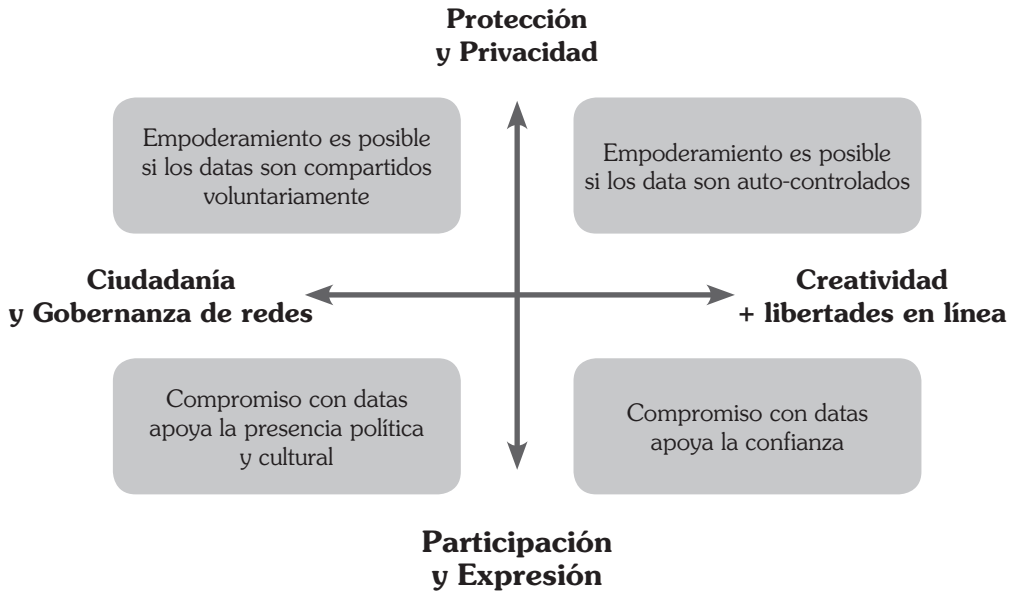 Protección
y Privacidad
Empoderamiento es posible
si los datas son compartidos
voluntariamente
Empoderamiento es posible
si los data son auto-controlados
Ciudadanía
y Gobernanza de redes
Creatividad
+ libertades en línea
Compromiso con datas
apoya la presencia política
y cultural
Compromiso con datas
apoya la confianza
Participación
y Expresión